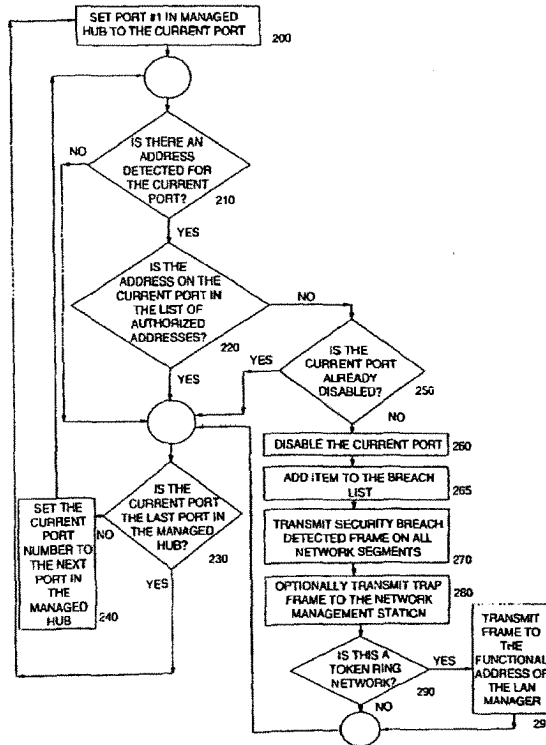 SET PORT #1 IN MANAGED
HUB TO THE CURRENT PORT
200
NO
IS THERE AN
ADDRESS
DETECTED FOR
THE CURRENT
PORT?
210
YES
IS THE
ADDRESS ON THE
CURRENT PORT IN
THE LIST OF
AUTHORIZED
ADDRESSES?
220
NO
YES
IS THE
CURRENT PORT
ALREADY
DISABLED?
250
YES
NO
DISABLE THE CURRENT PORT
260
ADD ITEM TO THE BREACH
LIST
265
TRANSMIT SECURITY BREACH
DETECTED FRAME ON ALL
NETWORK SEGMENTS
270
OPTIONALLY TRANSMIT TRAP
FRAME TO THE NETWORK
MANAGEMENT STATION
280
IS THE
CURRENT PORT
THE LAST PORT IN
THE MANAGED
HUB?
230
NO
YES
SET THE
CURRENT
PORT
NUMBER TO
THE NEXT
PORT IN
THE
MANAGED
HUB
240
IS THIS A
TOKEN RING
NETWORK?
290
YES
NO
TRANSMIT
FRAME TO
THE
FUNCTIONAL
ADDRESS OF
THE LAN
MANAGER